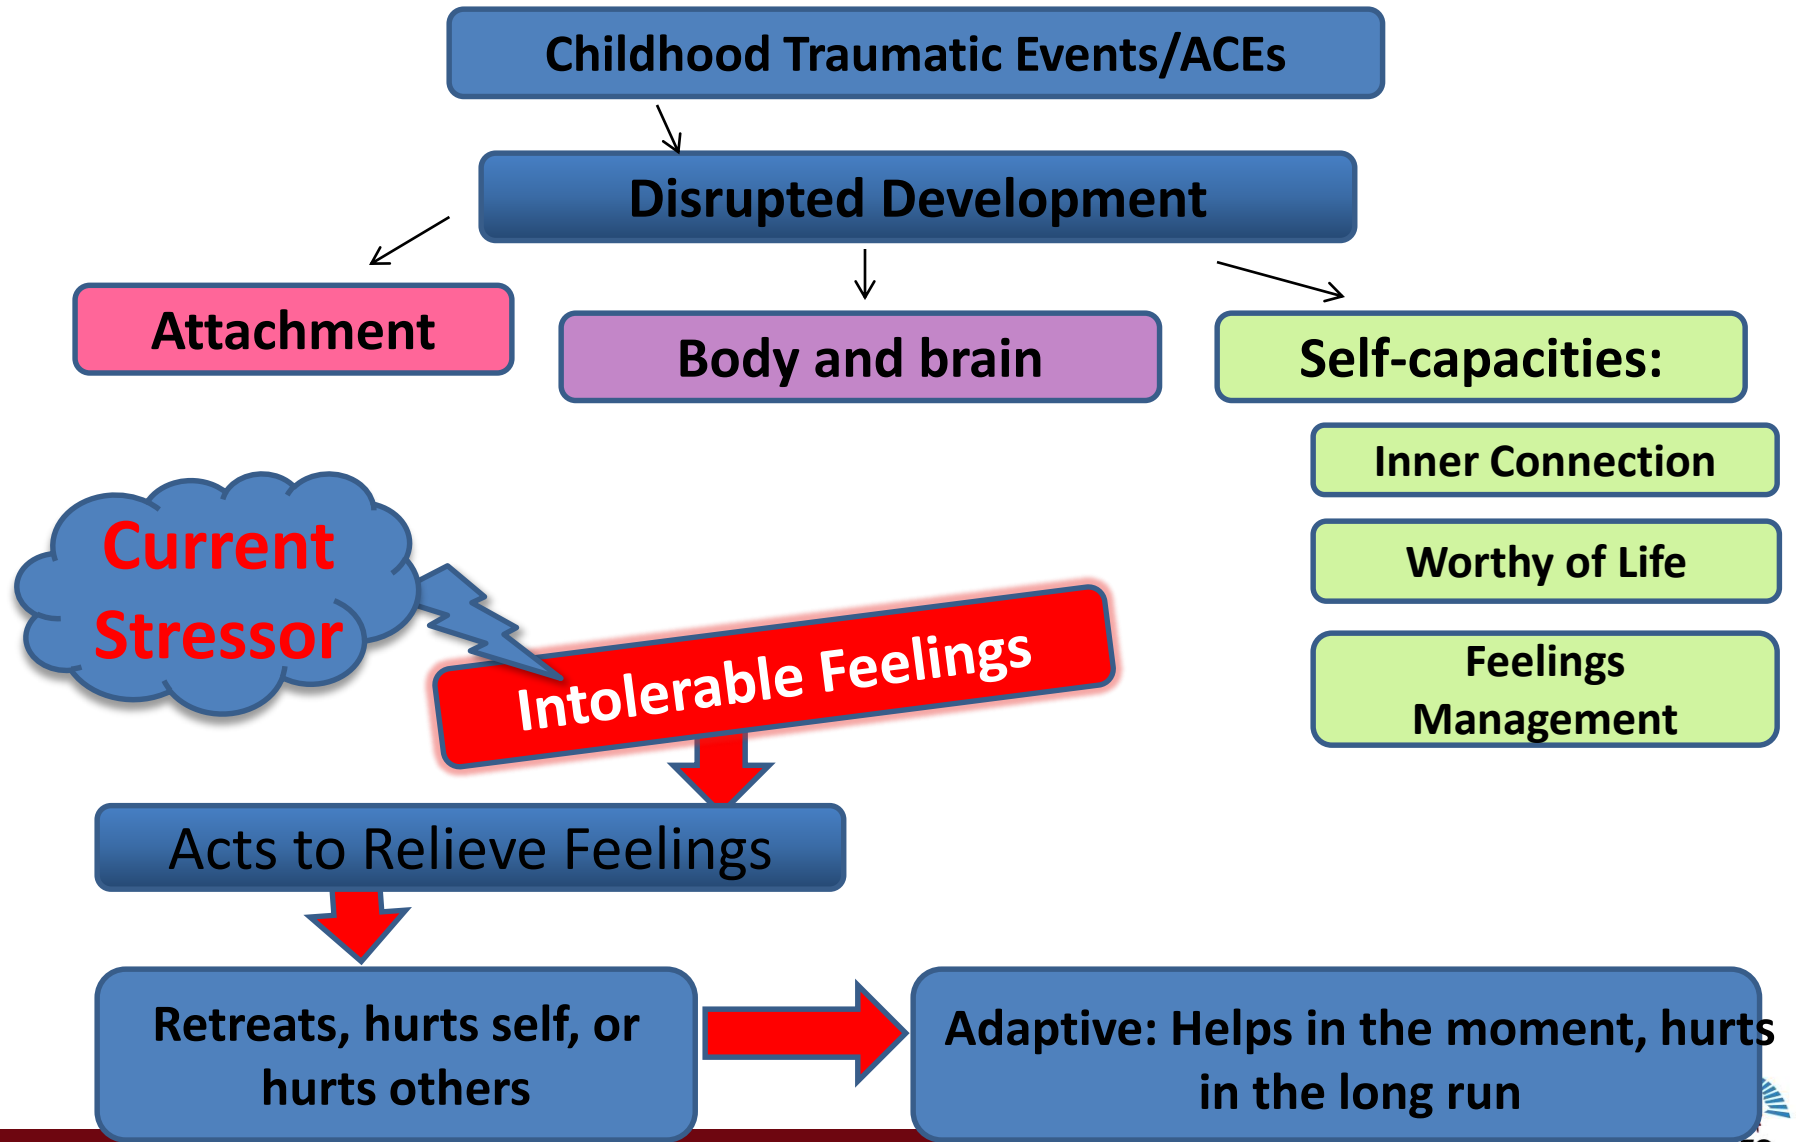 Childhood Traumatic Events/ACEs
Disrupted Development
Attachment
Body and brain
Self-capacities:
Inner Connection
Worthy of Life
Feelings
Management
Current
Stressor
Intolerable Feelings
Acts to Relieve Feelings
Retreats, hurts self, or
hurts others
Adaptive: Helps in the moment, hurts
in the long run